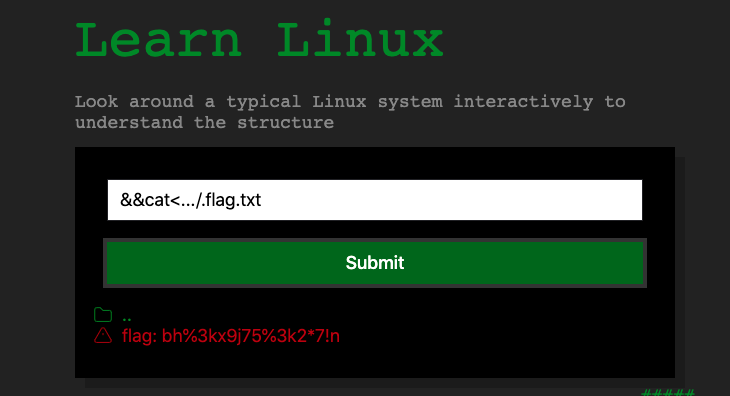 Learn Linux
Look around a typical Linux system interactively to
understand the structure
&&cat<.../.flag.txt
Submit
..
flag: bh%3kx9j75%3k2*7!n
#####